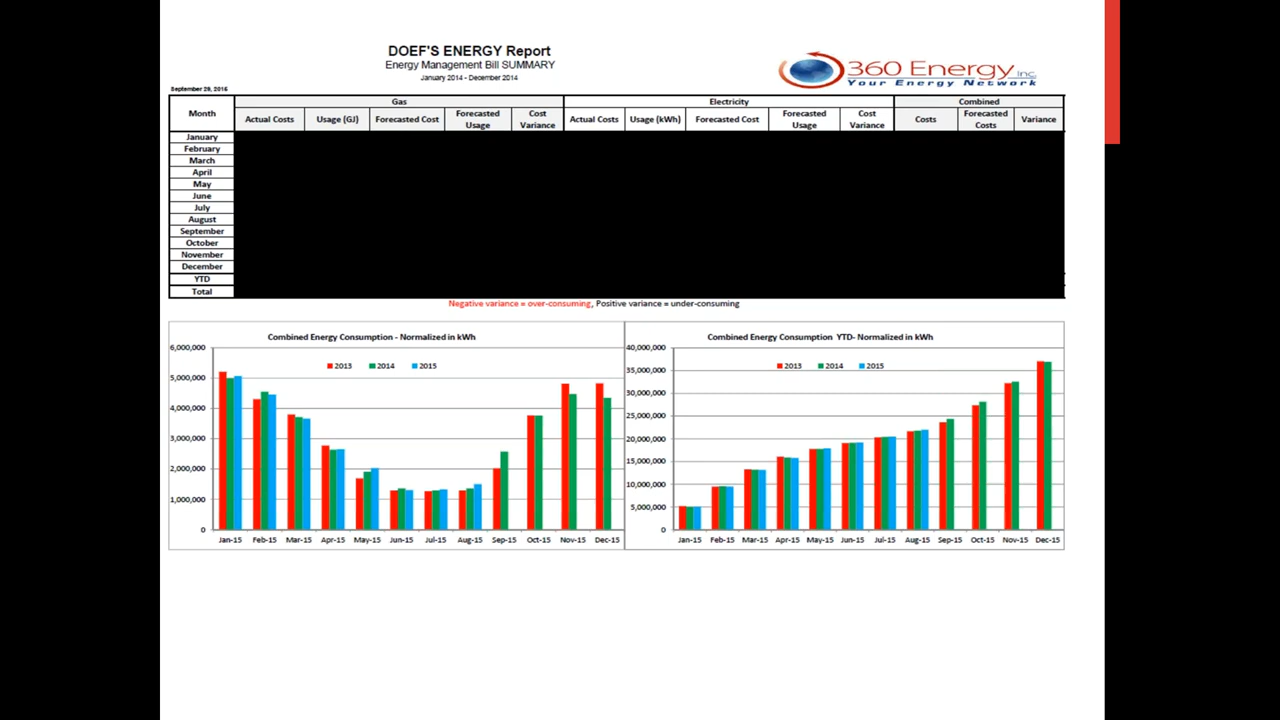 DOEF'S ENERGY Report
Energy Management Bill SUMMARY
January 2014 - December 2014
360 Energy Inc.
Your Energy Network
September 29, 2016
Month
Gas
Electricity
Combined
Actual Costs
Usage (GJ)
Forecasted Cost
Forecasted Usage
Cost Variance
Actual Costs
Usage (kWh)
Forecasted Cost
Forecasted Usage
Cost Variance
Costs
Forecasted Costs
Variance
January
February
March
April
May
June
July
August
September
October
November
December
YTD
Total
Negative variance = over-consuming, Positive variance = under-consuming
Combined Energy Consumption - Normalized in kWh
2013 2014 2015
6,000,000
5,000,000
4,000,000
3,000,000
2,000,000
1,000,000
0
Jan-15 Feb-15 Mar-15 Apr-15 May-15 Jun-15 Jul-15 Aug-15 Sep-15 Oct-15 Nov-15 Dec-15
Combined Energy Consumption YTD- Normalized in kWh
2013 2014 2015
40,000,000
35,000,000
30,000,000
25,000,000
20,000,000
15,000,000
10,000,000
5,000,000
0
Jan-15 Feb-15 Mar-15 Apr-15 May-15 Jun-15 Jul-15 Aug-15 Sep-15 Oct-15 Nov-15 Dec-15